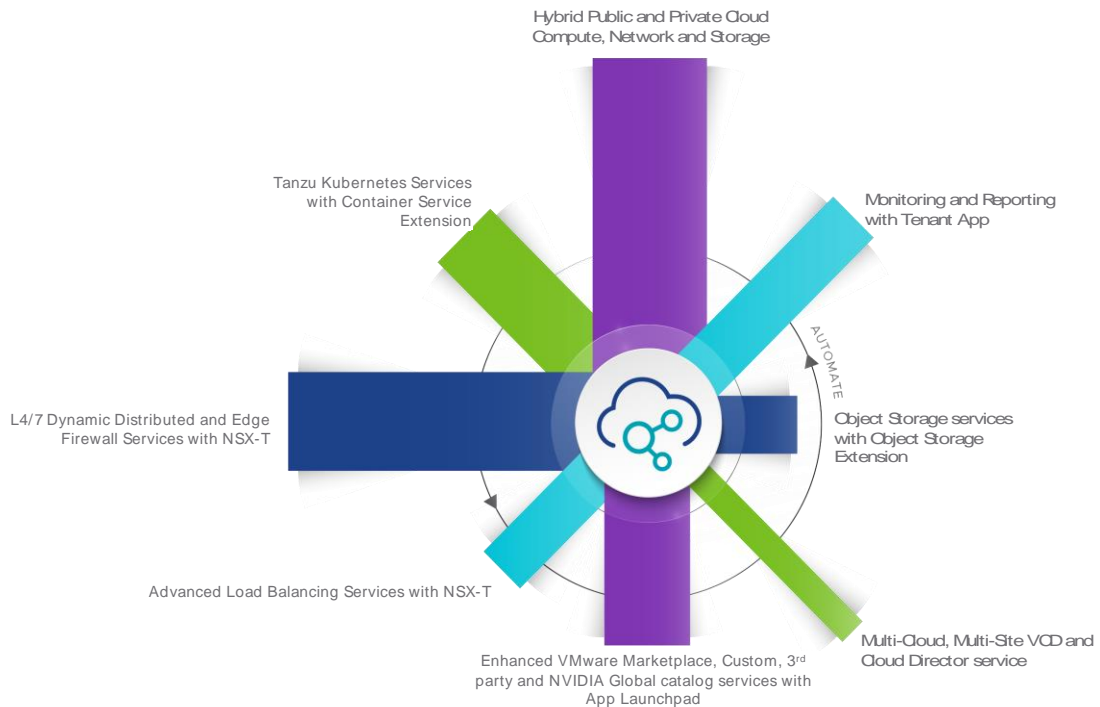 Hybrid Public and Private Cloud
Compute, Network and Storage
Tanzu Kubernetes Services
with Container Service
Extension
Monitoring and Reporting
with Tenant App
AUTOMATE
L4/7 Dynamic Distributed and Edge
Firewall Services with NSX-T
Object Storage services
with Object Storage
Extension
Advanced Load Balancing Services with NSX-T
Multi-Cloud, Multi-Site VCD and
Cloud Director service
Enhanced VMware Marketplace, Custom, 3rd
party and NVIDIA Global catalog services with
App Launchpad